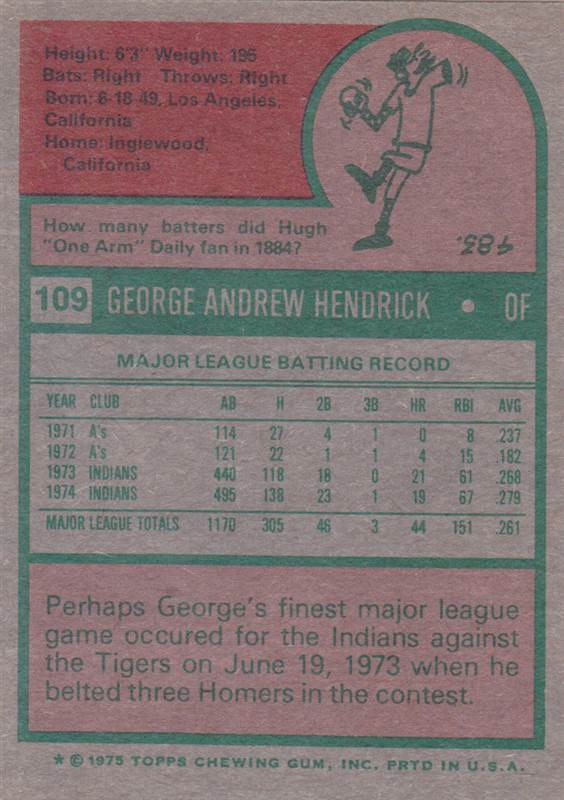 Height: 6'3" Weight: 195
Bats: Right Throws: Right
Born: 8-18-49, Los Angeles,
California
Home: Inglewood,
California
How many batters did Hugh
"One Arm" Daily fan in 1884?
483.
109 GEORGE ANDREW HENDRICK • OF
MAJOR LEAGUE BATTING RECORD
YEAR CLUB AB H 2B 3B HR RBI AVG
1971 A's 114 27 4 1 0 8 .237
1972 A's 121 22 1 1 4 15 .182
1973 INDIANS 440 118 18 0 21 61 .268
1974 INDIANS 495 138 23 1 19 67 .279
MAJOR LEAGUE TOTALS 1170 305 46 3 44 151 .261
Perhaps George's finest major league
game occured for the Indians against
the Tigers on June 19, 1973 when he
belted three Homers in the contest.
* © 1975 TOPPS CHEWING GUM, INC. PRTD IN U.S.A.